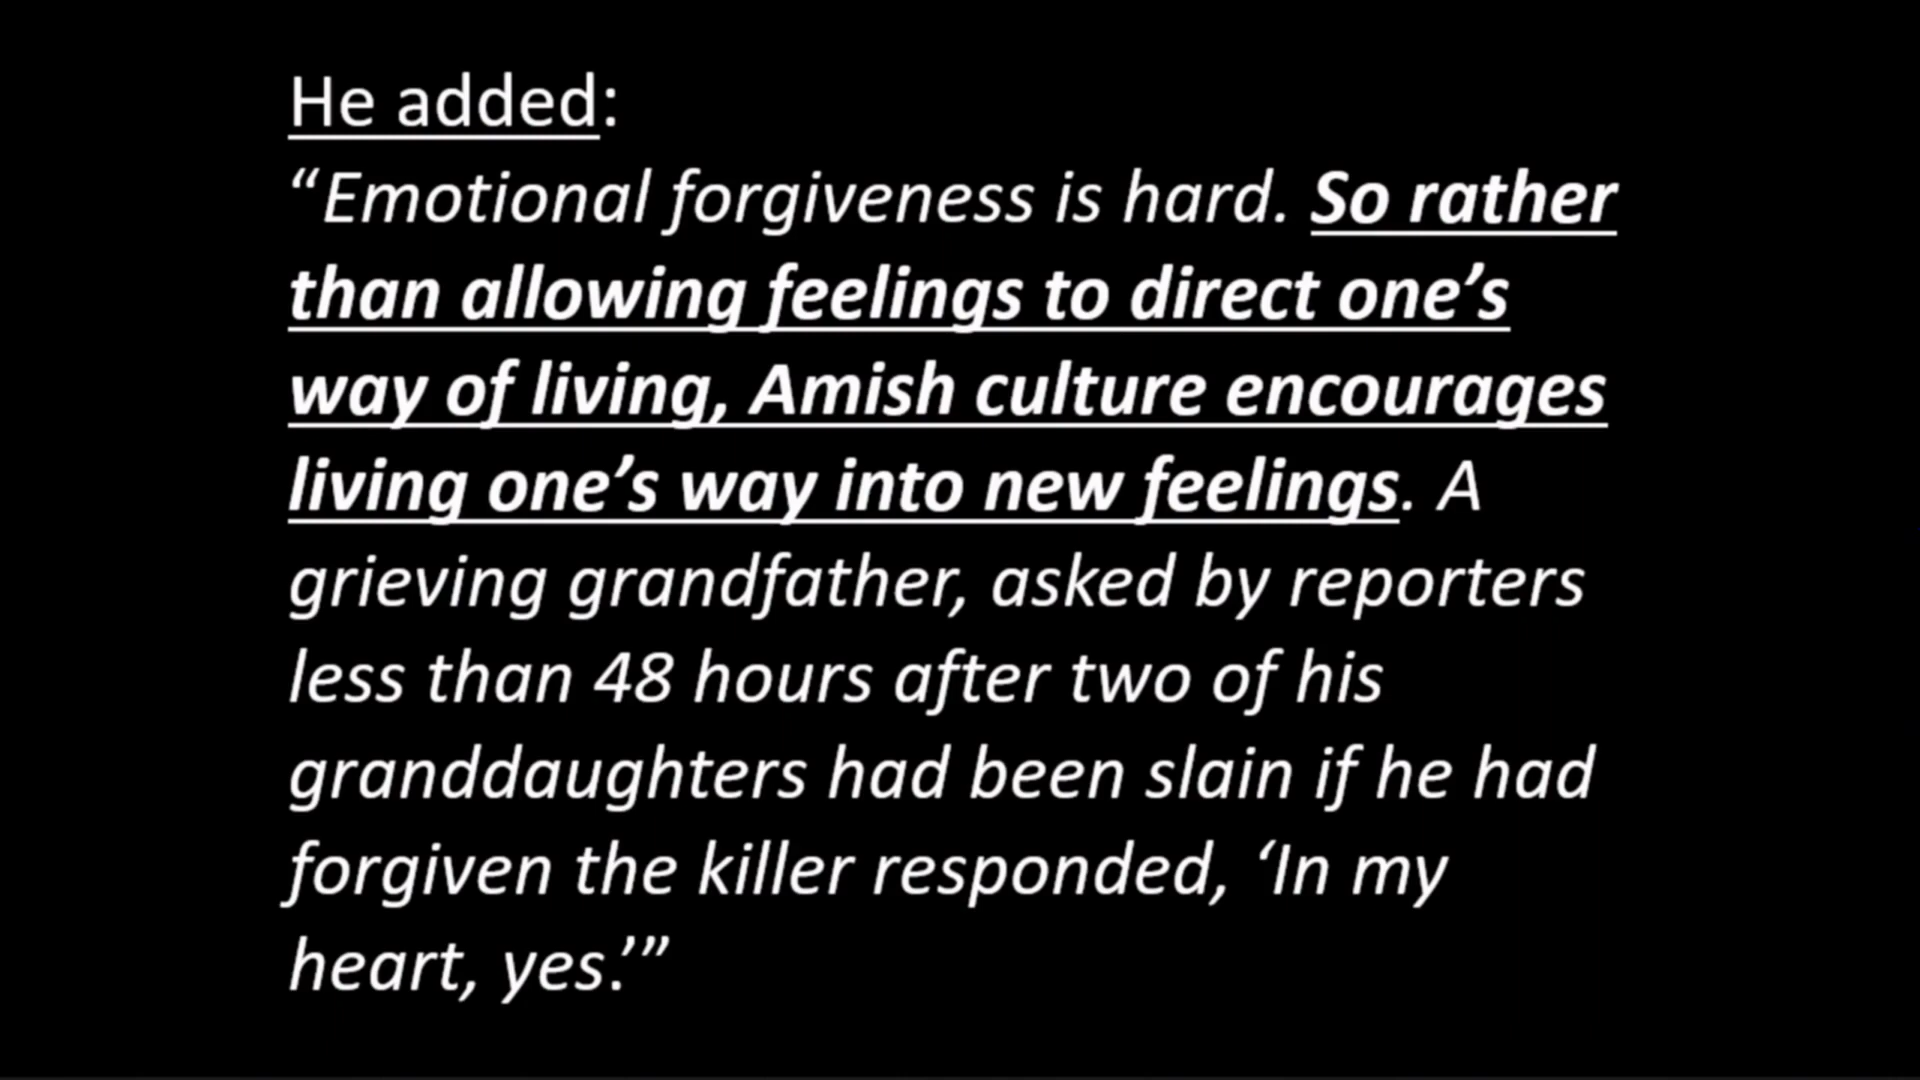 He added:
“Emotional forgiveness is hard. So rather
than allowing feelings to direct one’s
way of living, Amish culture encourages
living one’s way into new feelings. A
grieving grandfather, asked by reporters
less than 48 hours after two of his
granddaughters had been slain if he had
forgiven the killer responded, ‘In my
heart, yes.’”